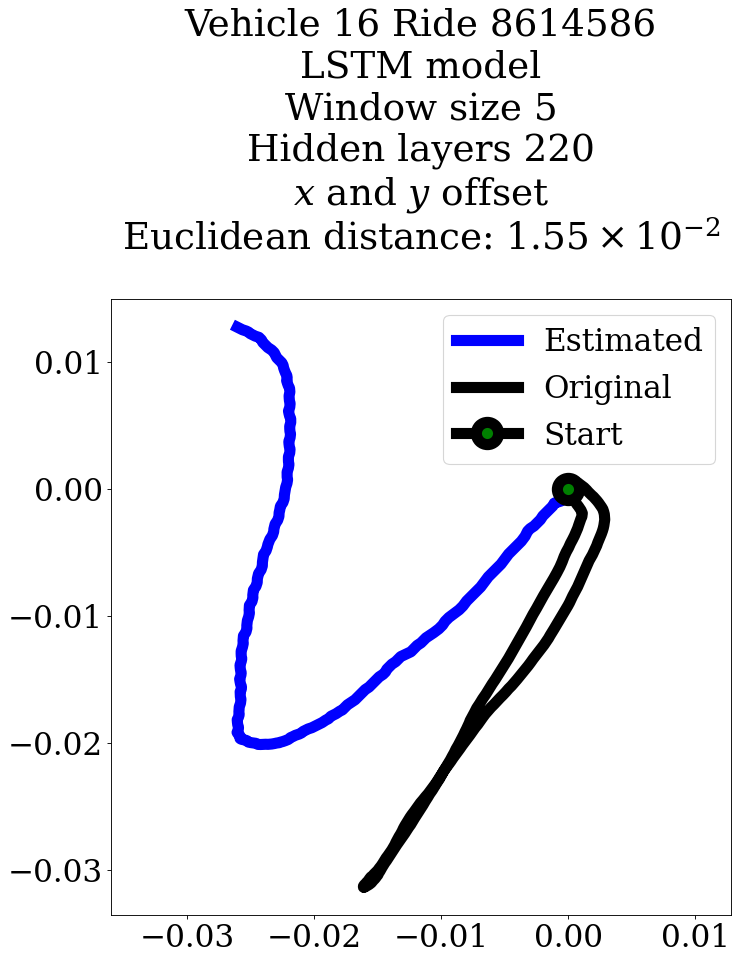 Vehicle 16 Ride 8614586
LSTM model
Window size 5
Hidden layers 220
x and y offset
Euclidean distance: 1.55 × 10⁻²
Estimated
Original
Start
0.01
0.00
−0.01
−0.02
−0.03
−0.03 −0.02 −0.01 0.00 0.01